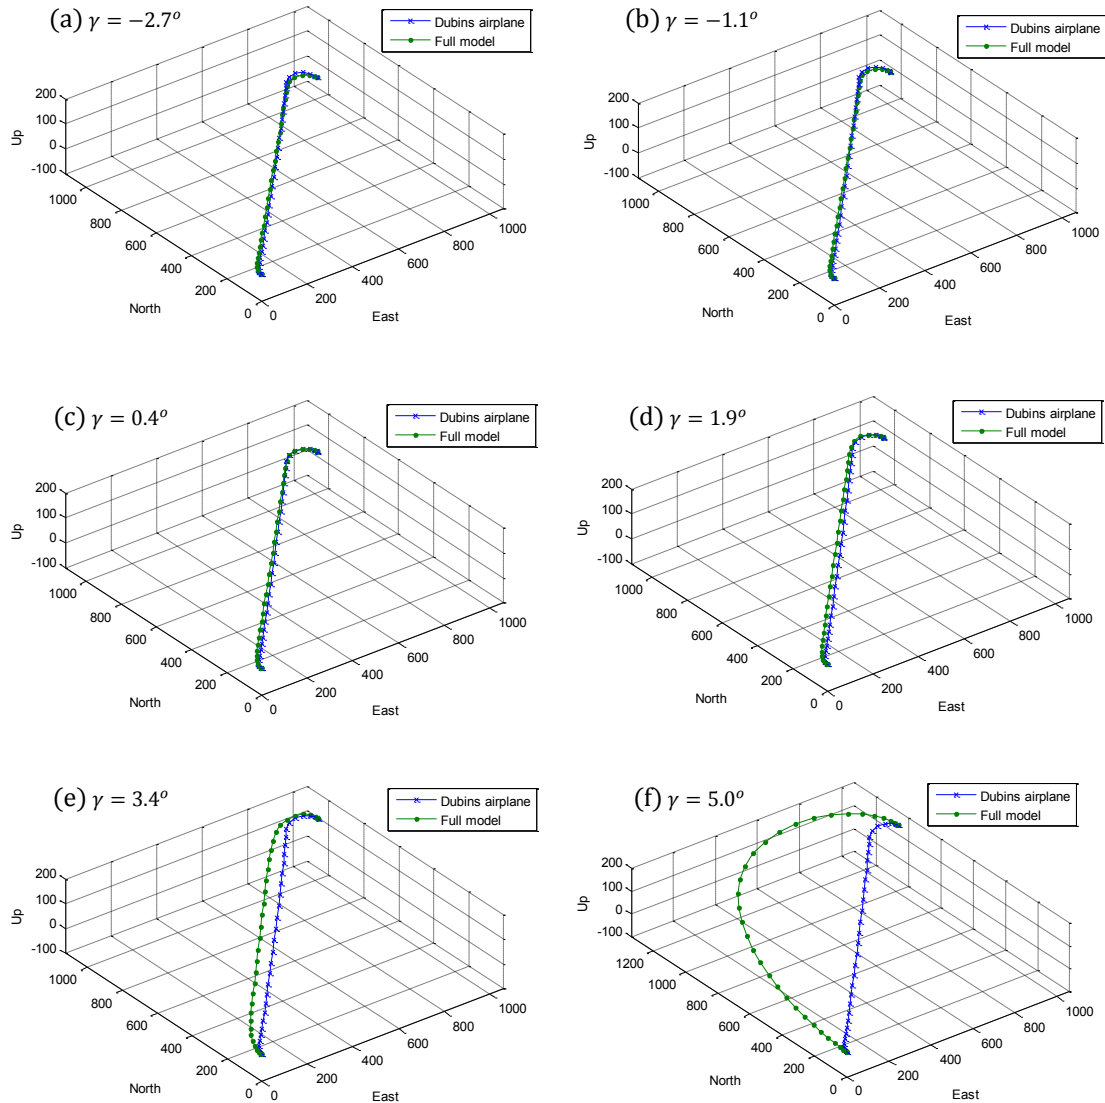 (a) γ = −2.7°
Dubins airplane
Full model
200
100
0
-100
Up
1000
800
600
400
200
0
North
0
200
400
600
800
1000
East
(b) γ = −1.1°
Dubins airplane
Full model
200
100
0
-100
Up
1000
800
600
400
200
0
North
0
200
400
600
800
1000
East
(c) γ = 0.4°
Dubins airplane
Full model
200
100
0
-100
Up
1000
800
600
400
200
0
North
0
200
400
600
800
1000
East
(d) γ = 1.9°
Dubins airplane
Full model
200
100
0
-100
Up
1000
800
600
400
200
0
North
0
200
400
600
800
1000
East
(e) γ = 3.4°
Dubins airplane
Full model
200
100
0
-100
Up
1000
800
600
400
200
0
North
0
200
400
600
800
1000
East
(f) γ = 5.0°
Dubins airplane
Full model
200
100
0
-100
Up
1200
1000
800
600
400
200
0
North
0
200
400
600
800
1000
East